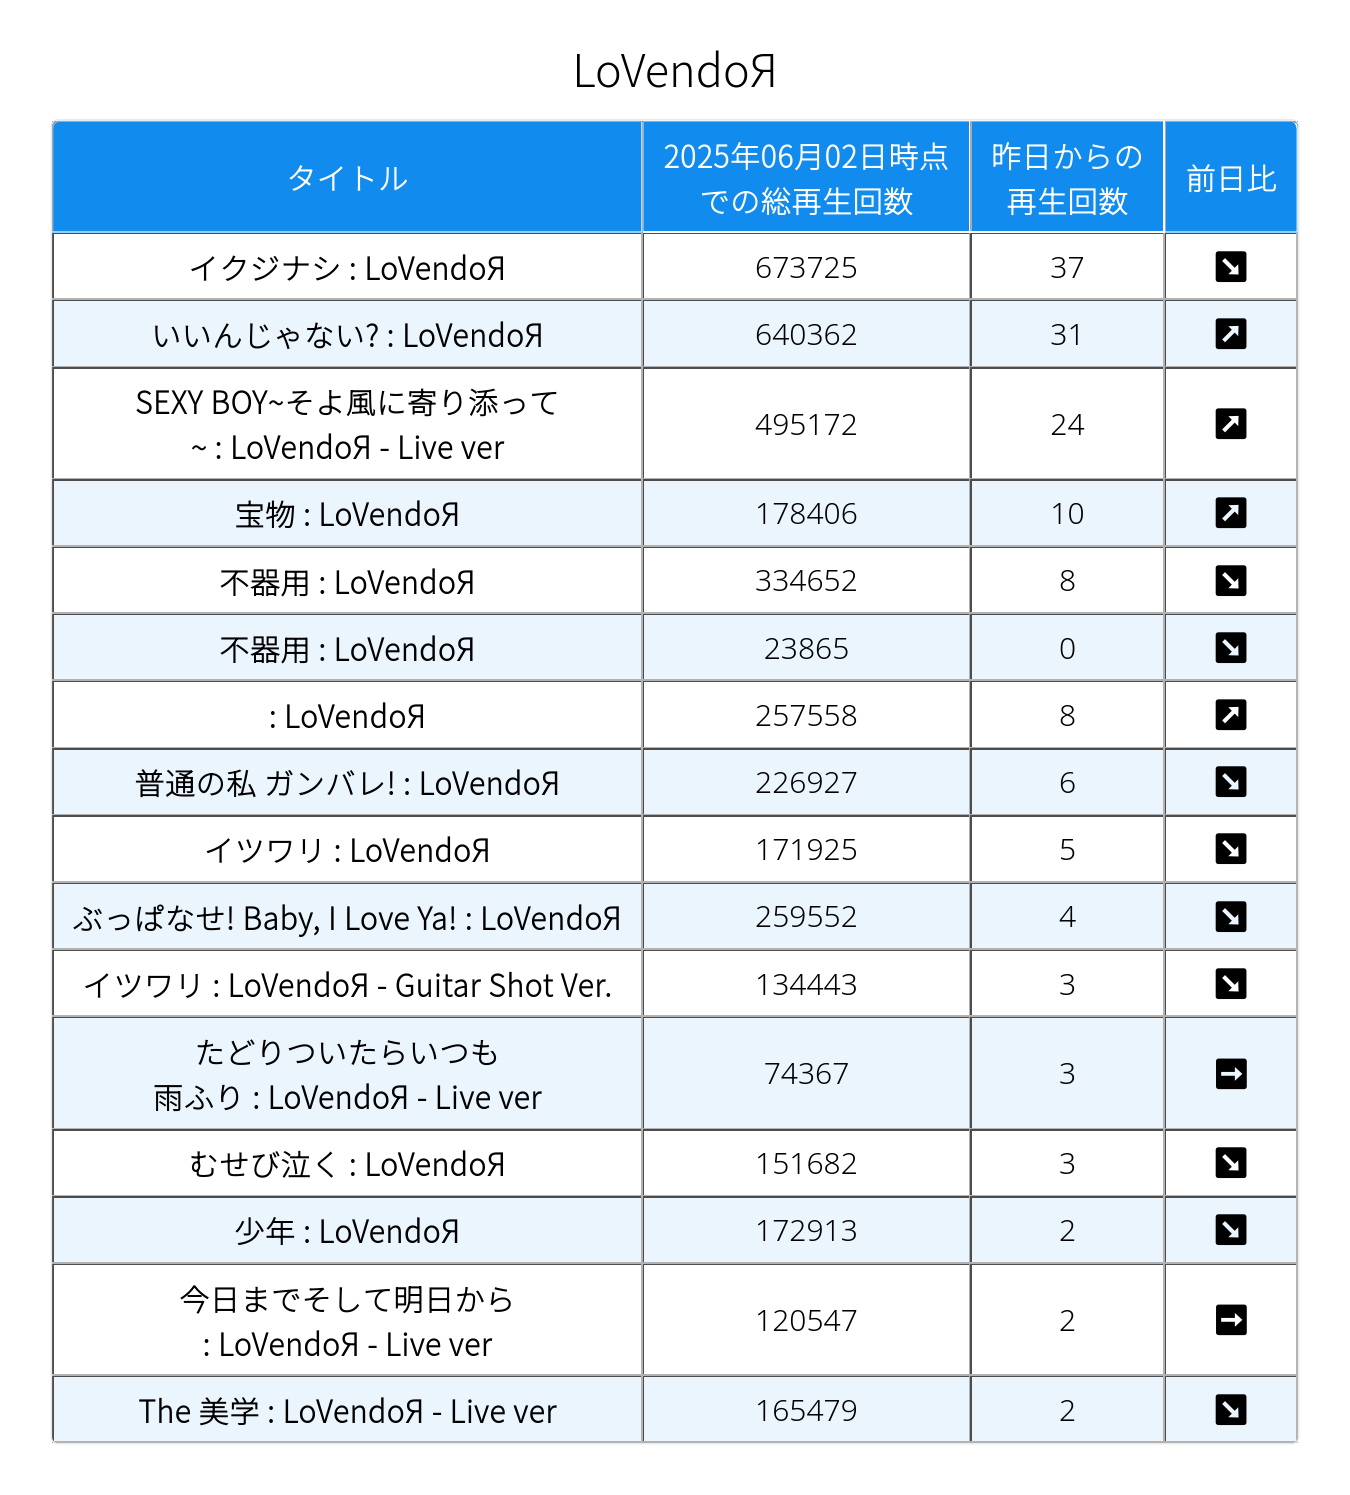 LoVendoЯ
タイトル
2025年06月02日時点
での総再生回数
昨日からの
再生回数
前日比
イクジナシ : LoVendoЯ 673725 37 ↘
いいんじゃない? : LoVendoЯ 640362 31 ↗
SEXY BOY~そよ風に寄り添って
~ : LoVendoЯ - Live ver 495172 24 ↗
宝物 : LoVendoЯ 178406 10 ↗
不器用 : LoVendoЯ 334652 8 ↘
不器用 : LoVendoЯ 23865 0 ↘
: LoVendoЯ 257558 8 ↗
普通の私 ガンバレ! : LoVendoЯ 226927 6 ↘
イツワリ : LoVendoЯ 171925 5 ↘
ぶっぱなせ! Baby, I Love Ya! : LoVendoЯ 259552 4 ↘
イツワリ : LoVendoЯ - Guitar Shot Ver. 134443 3 ↘
たどりついたらいつも
雨ふり : LoVendoЯ - Live ver 74367 3 →
むせび泣く : LoVendoЯ 151682 3 ↘
少年 : LoVendoЯ 172913 2 ↘
今日までそして明日から
: LoVendoЯ - Live ver 120547 2 →
The 美学 : LoVendoЯ - Live ver 165479 2 ↘